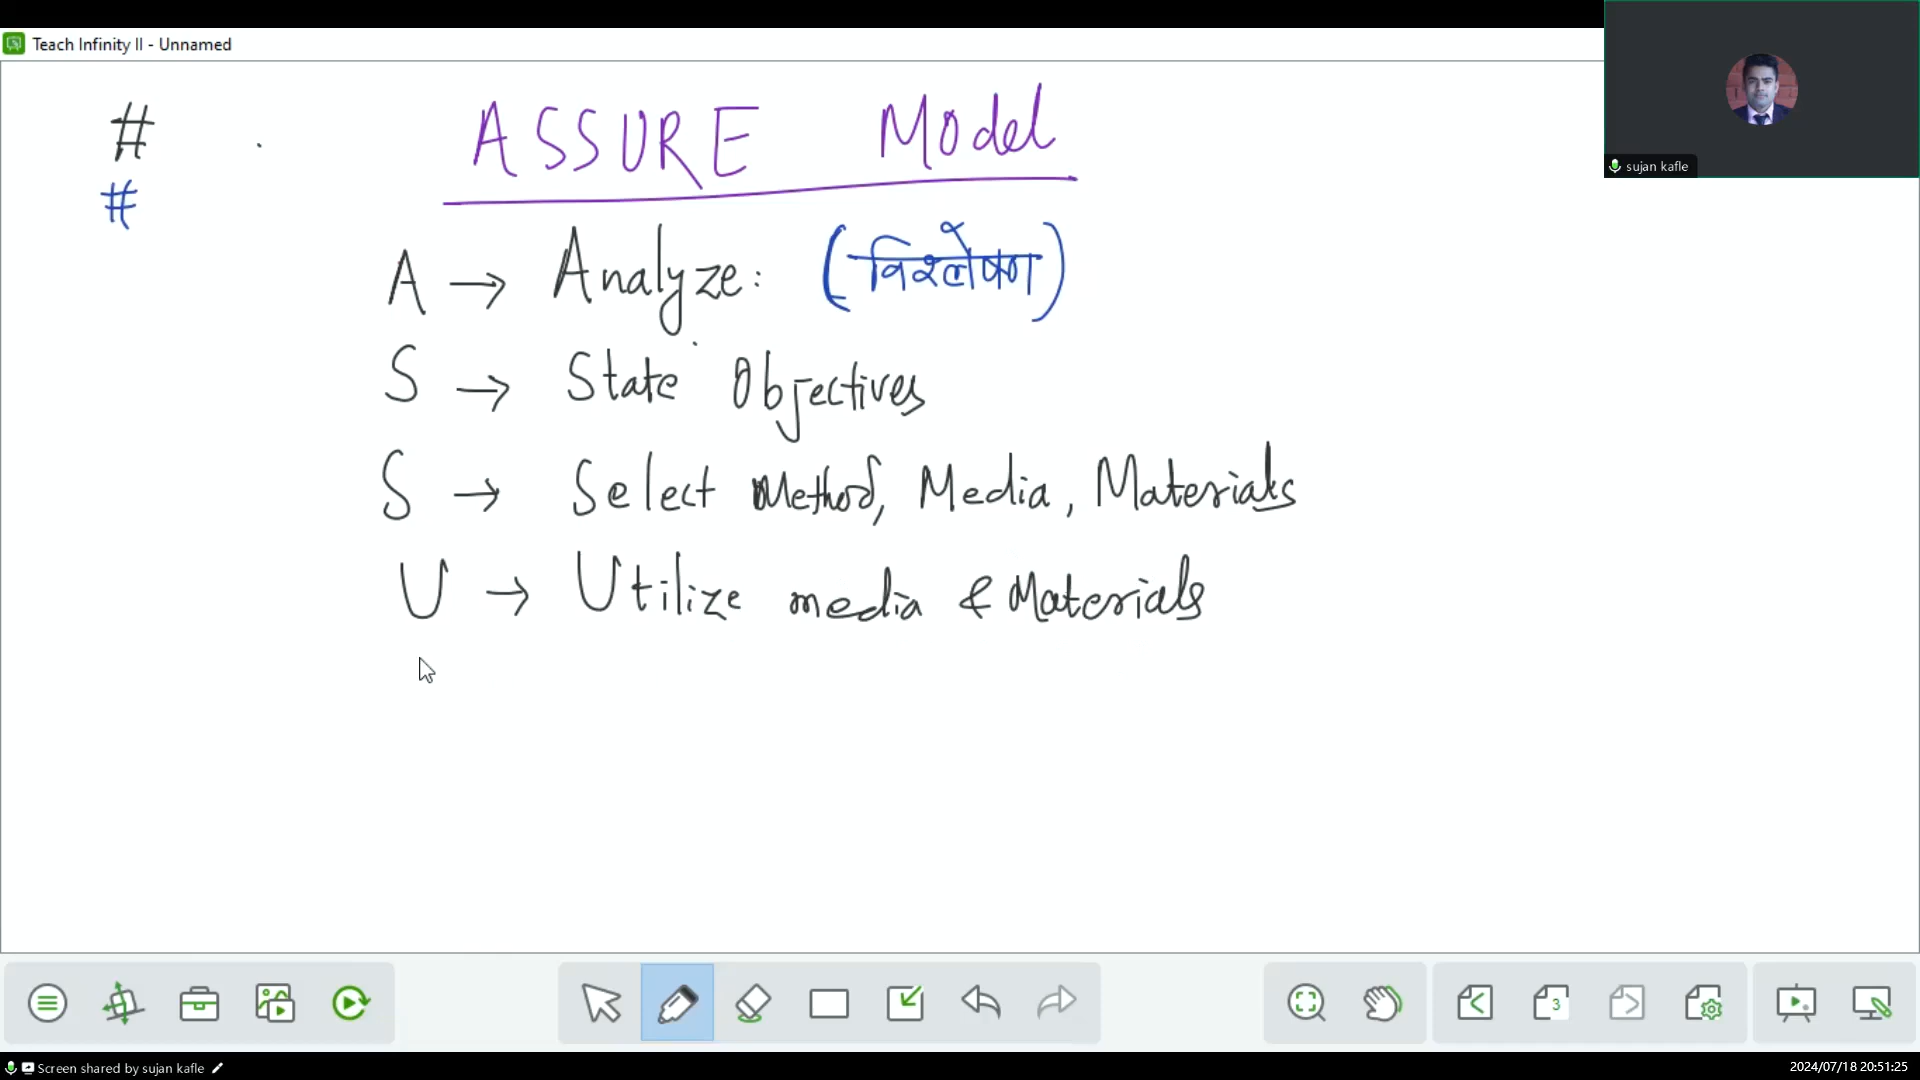 Teach Infinity II - Unnamed
sujan kafle
#
ASSURE Model
#
A → Analyze: (विश्लेषण)
S → State Objectives
S → Select Method, Media, Materials
U → Utilize media & Materials
3
Screen shared by sujan kafle
2024/07/18 20:51:25